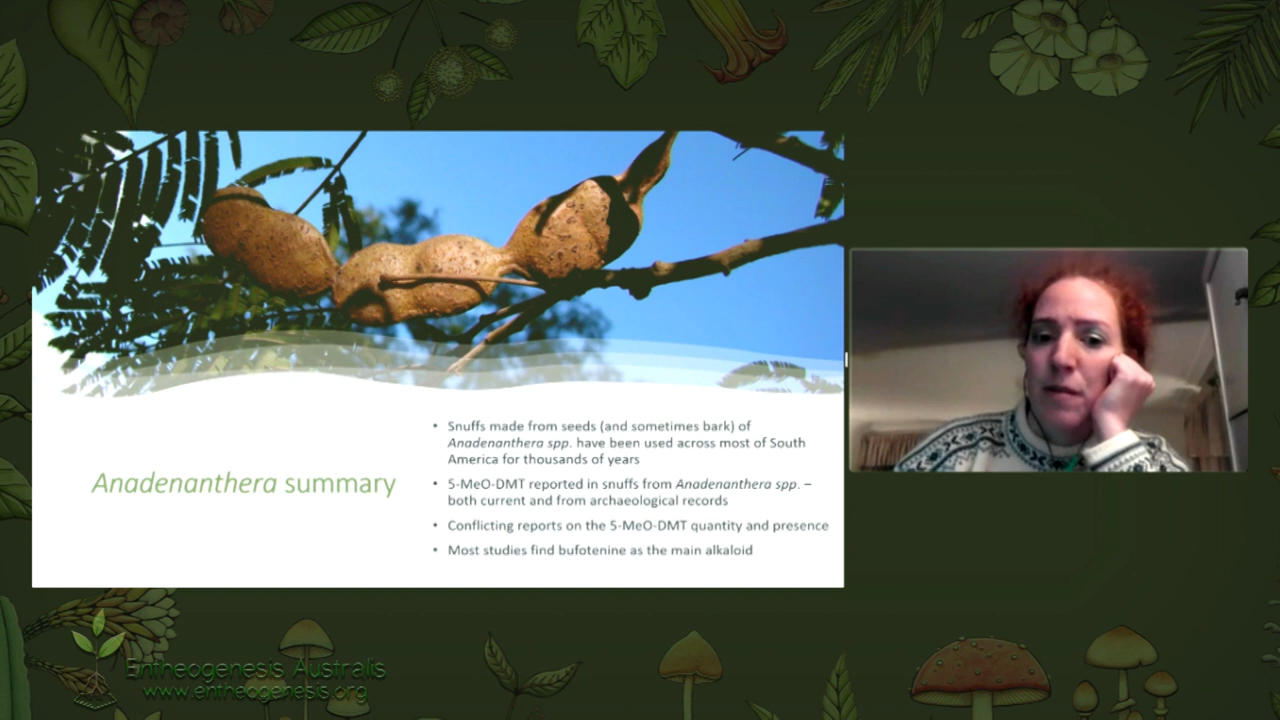 Anadenanthera summary
• Snuffs made from seeds (and sometimes bark) of
Anadenanthera spp. have been used across most of South
America for thousands of years
• 5-MeO-DMT reported in snuffs from Anadenanthera spp. –
both current and from archaeological records
• Conflicting reports on the 5-MeO-DMT quantity and presence
• Most studies find bufotenine as the main alkaloid
Entheogenesis Australis
www.entheogenesis.org